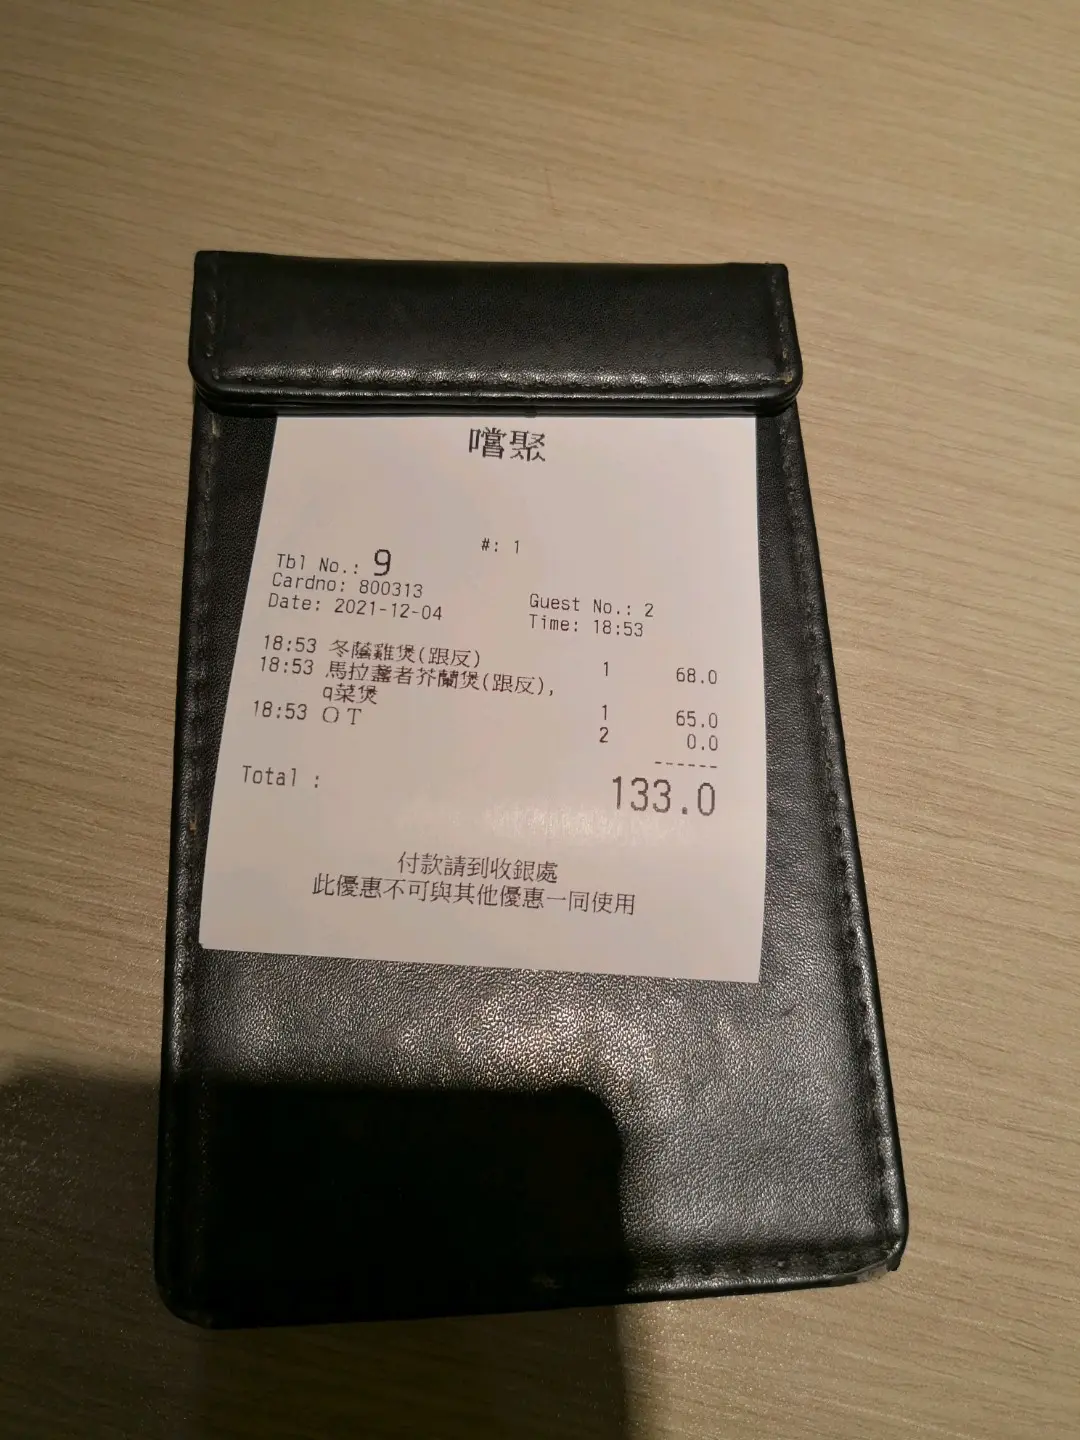 嚐聚
#: 1
Tbl No.: 9
Cardno: 800313
Guest No.: 2
Date: 2021-12-04
Time: 18:53
18:53 冬蔭雞煲(跟反) 1 68.0
18:53 馬拉盞者芥蘭煲(跟反),
q菜煲 1 65.0
18:53 OT 2 0.0
------
Total : 133.0
付款請到收銀處
此優惠不可與其他優惠一同使用